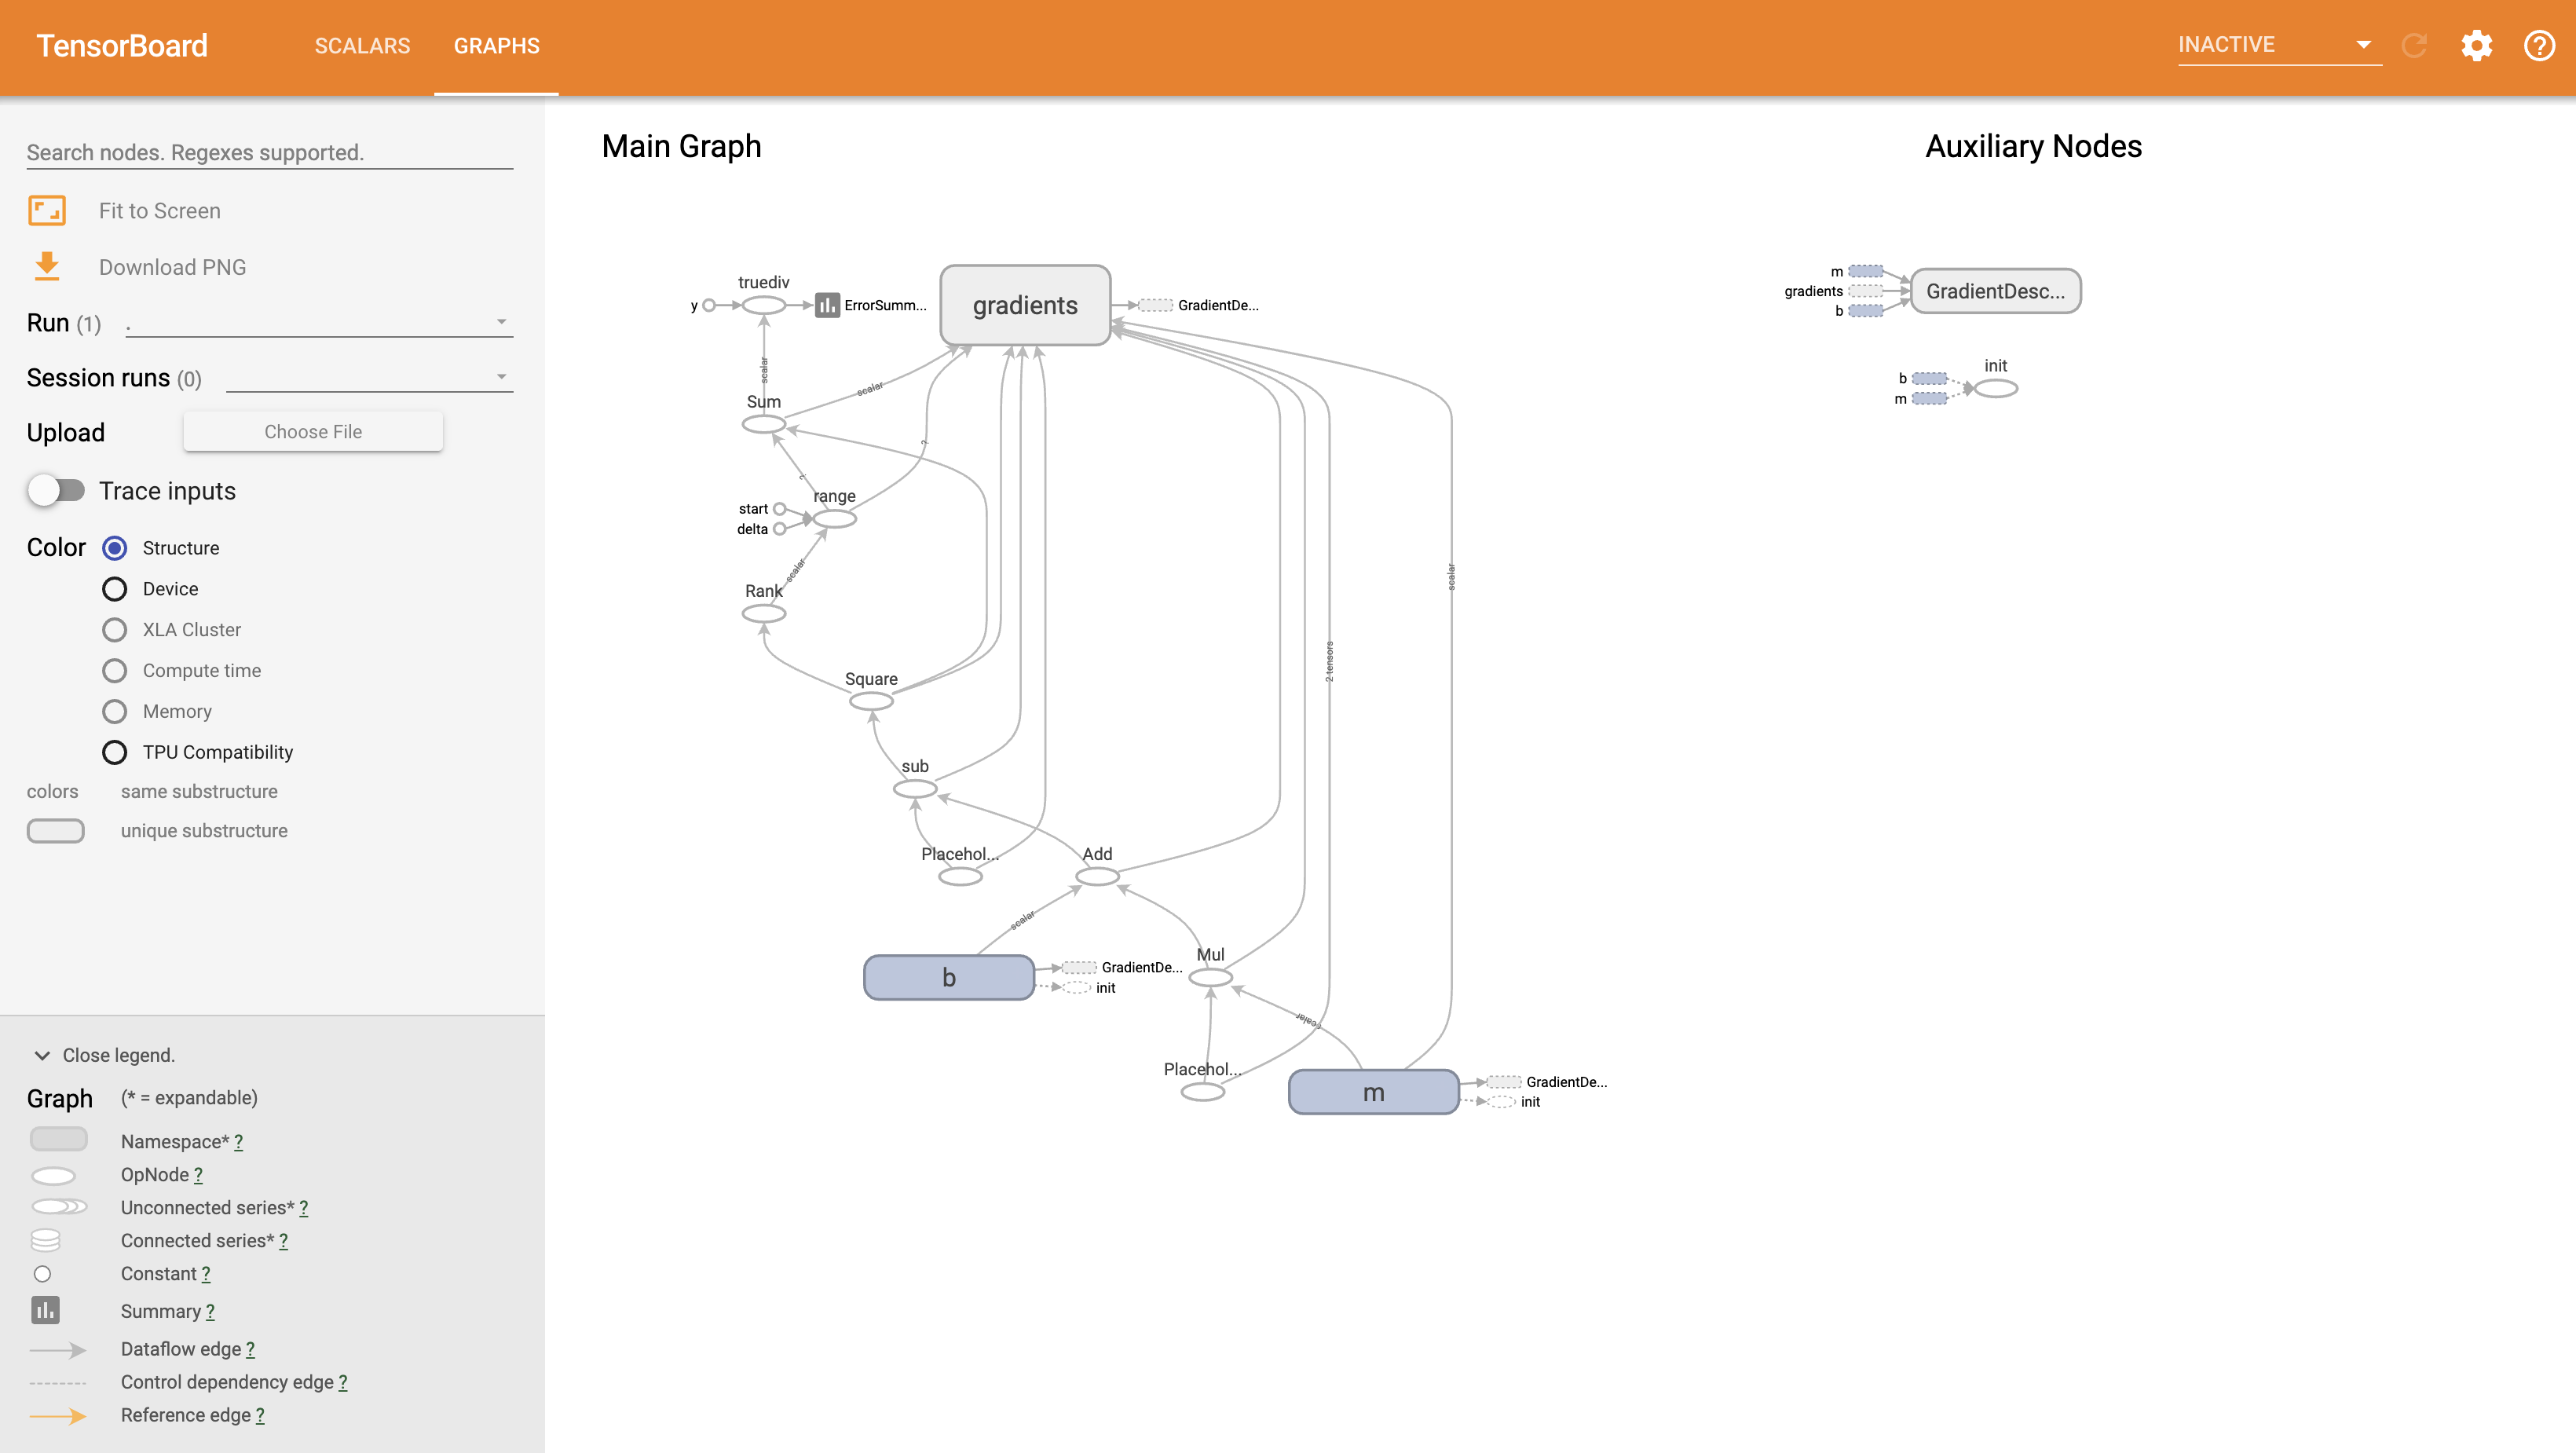 TensorBoard
SCALARS
GRAPHS
INACTIVE
Search nodes. Regexes supported.
Fit to Screen
Download PNG
Run (1)
.
Session runs (0)
Upload
Choose File
Trace inputs
Color
Structure
Device
XLA Cluster
Compute time
Memory
TPU Compatibility
colors
same substructure
unique substructure
Close legend.
Graph
(* = expandable)
Namespace* ?
OpNode ?
Unconnected series* ?
Connected series* ?
Constant ?
Summary ?
Dataflow edge ?
Control dependency edge ?
Reference edge ?
Main Graph
truediv
y
ErrorSumm...
gradients
GradientDe...
scalar
scalar
Sum
?
?
range
start
delta
scalar
Rank
scalar
2 tensors
Square
sub
Placehol...
Add
scalar
b
GradientDe...
init
Mul
scalar
Placehol...
m
GradientDe...
init
Auxiliary Nodes
m
gradients
b
GradientDesc...
init
b
m